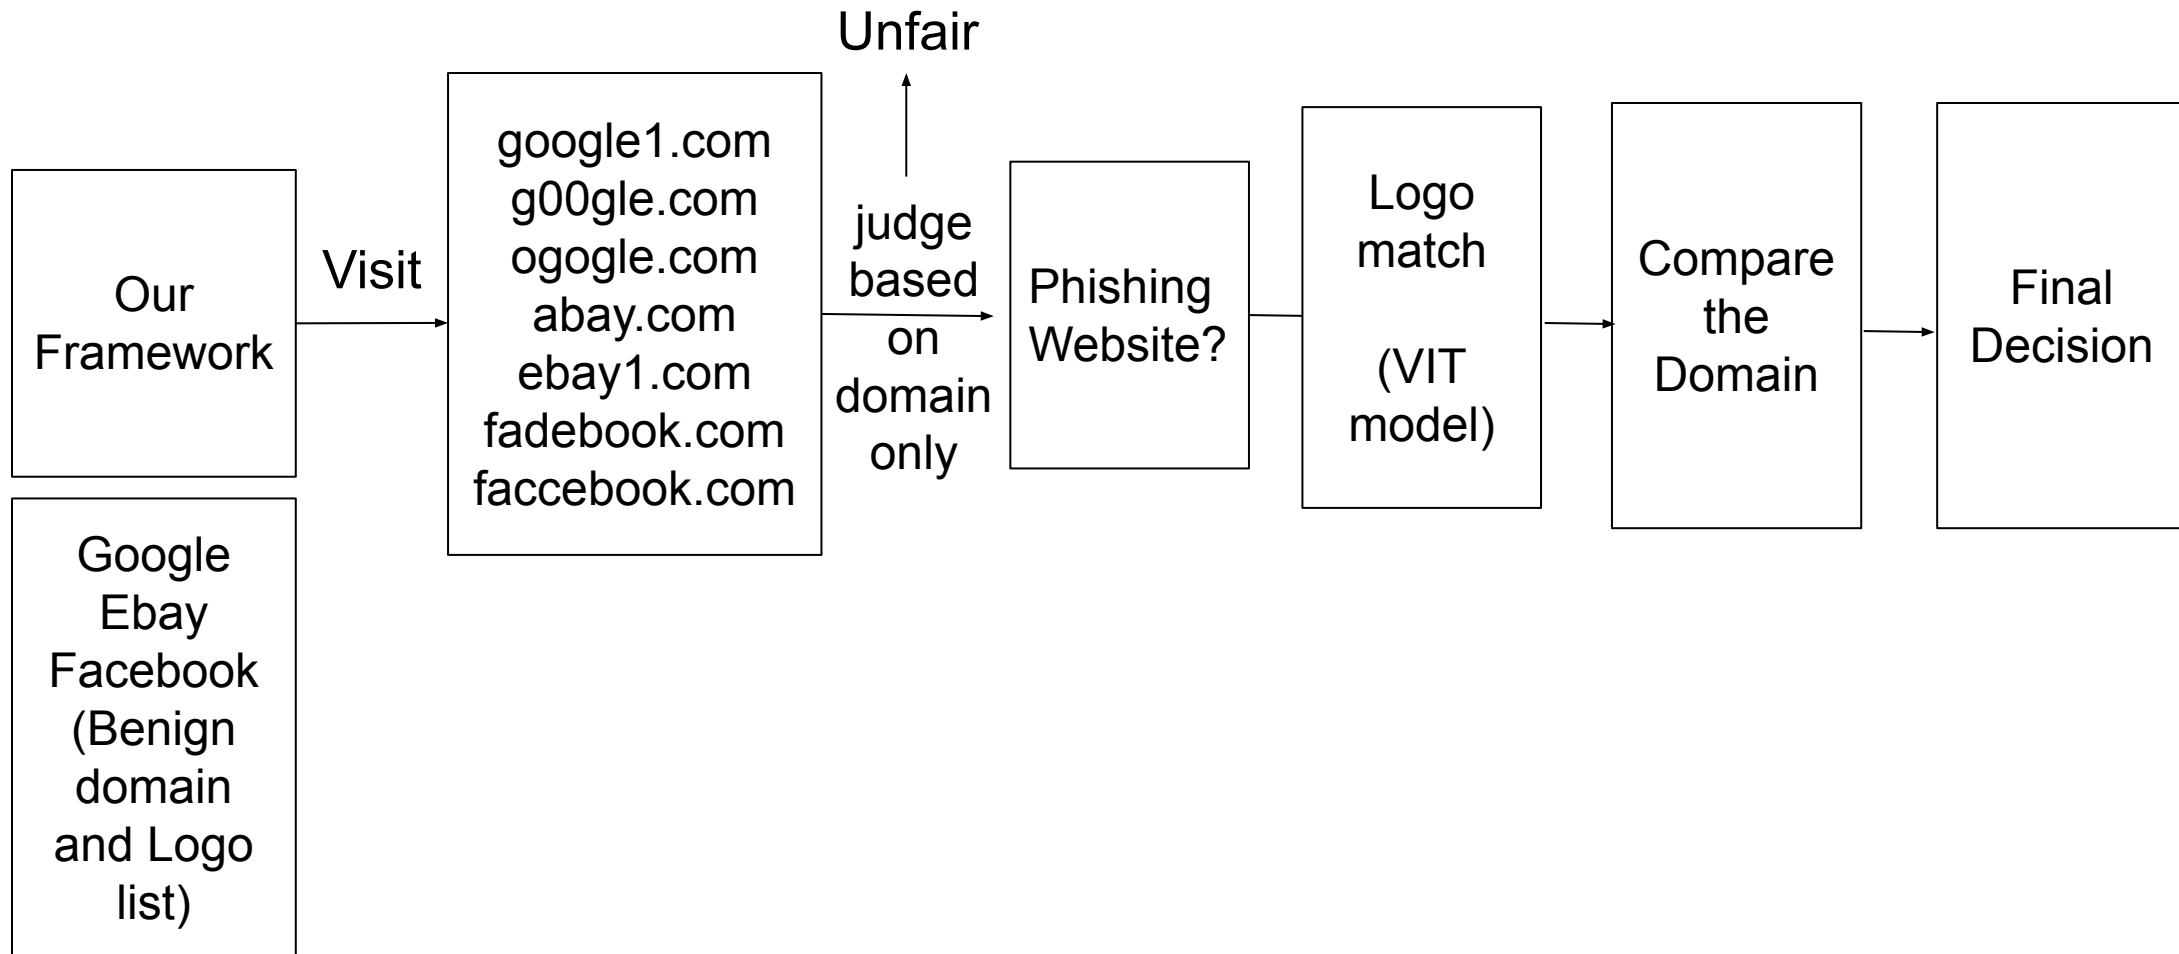 Unfair
Our
Framework
Google
Ebay
Facebook
(Benign
domain
and Logo
list)
Visit
google1.com
g00gle.com
ogogle.com
abay.com
ebay1.com
fadebook.com
faccebook.com
judge
based
on
domain
only
Phishing
Website?
Logo
match
(VIT
model)
Compare
the
Domain
Final
Decision